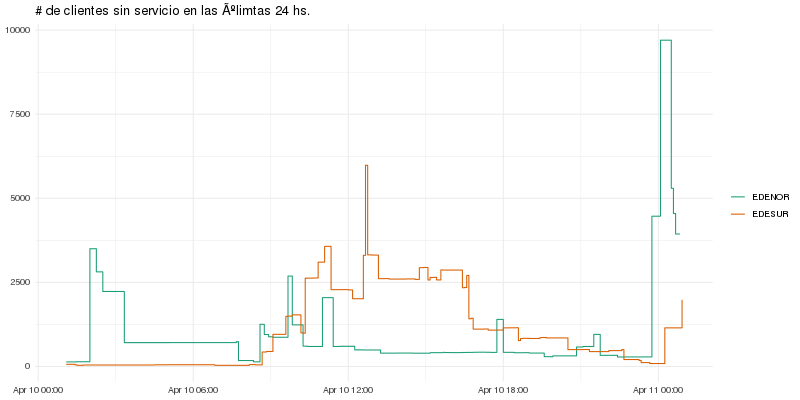 # de clientes sin servicio en las Ãºlimtas 24 hs.
10000
7500
5000
2500
0
Apr 10 00:00
Apr 10 06:00
Apr 10 12:00
Apr 10 18:00
Apr 11 00:00
EDENOR
EDESUR